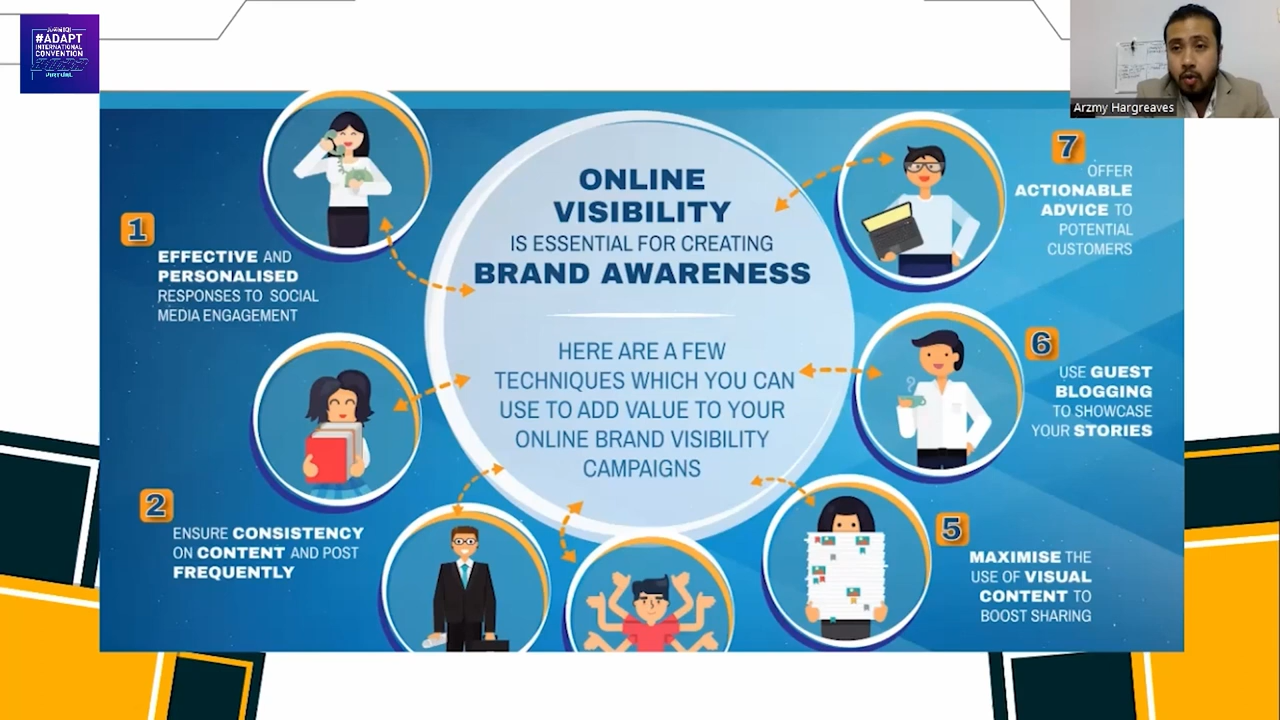 #ADAPT
INTERNATIONAL
CONVENTION
VIRTUAL
Arzmy Hargreaves
ONLINE
VISIBILITY
IS ESSENTIAL FOR CREATING
BRAND AWARENESS
HERE ARE A FEW
TECHNIQUES WHICH YOU CAN
USE TO ADD VALUE TO YOUR
ONLINE BRAND VISIBILITY
CAMPAIGNS
1
EFFECTIVE AND
PERSONALISED
RESPONSES TO SOCIAL
MEDIA ENGAGEMENT
2
ENSURE CONSISTENCY
ON CONTENT AND POST
FREQUENTLY
5
MAXIMISE THE
USE OF VISUAL
CONTENT TO
BOOST SHARING
6
USE GUEST
BLOGGING
TO SHOWCASE
YOUR STORIES
7
OFFER
ACTIONABLE
ADVICE TO
POTENTIAL
CUSTOMERS